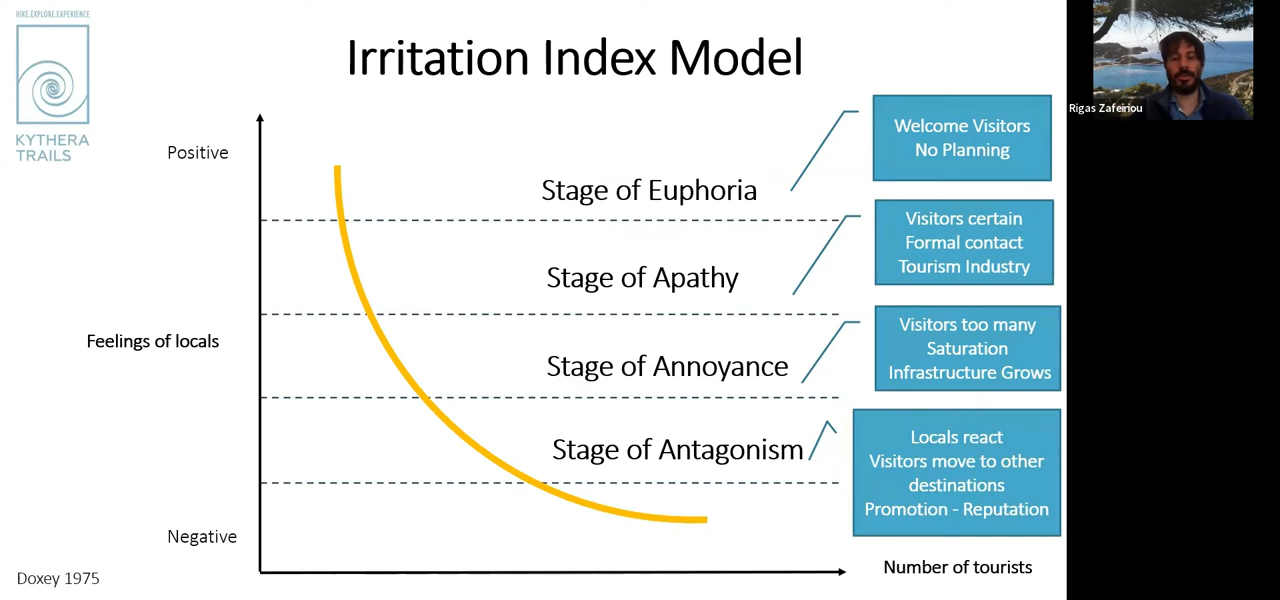 HIKE.EXPLORE.EXPERIENCE
KYTHERA
TRAILS
Irritation Index Model
Rigas Zafeiriou
Positive
Feelings of locals
Negative
Stage of Euphoria
Stage of Apathy
Stage of Annoyance
Stage of Antagonism
Welcome Visitors
No Planning
Visitors certain
Formal contact
Tourism Industry
Visitors too many
Saturation
Infrastructure Grows
Locals react
Visitors move to other
destinations
Promotion - Reputation
Number of tourists
Doxey 1975